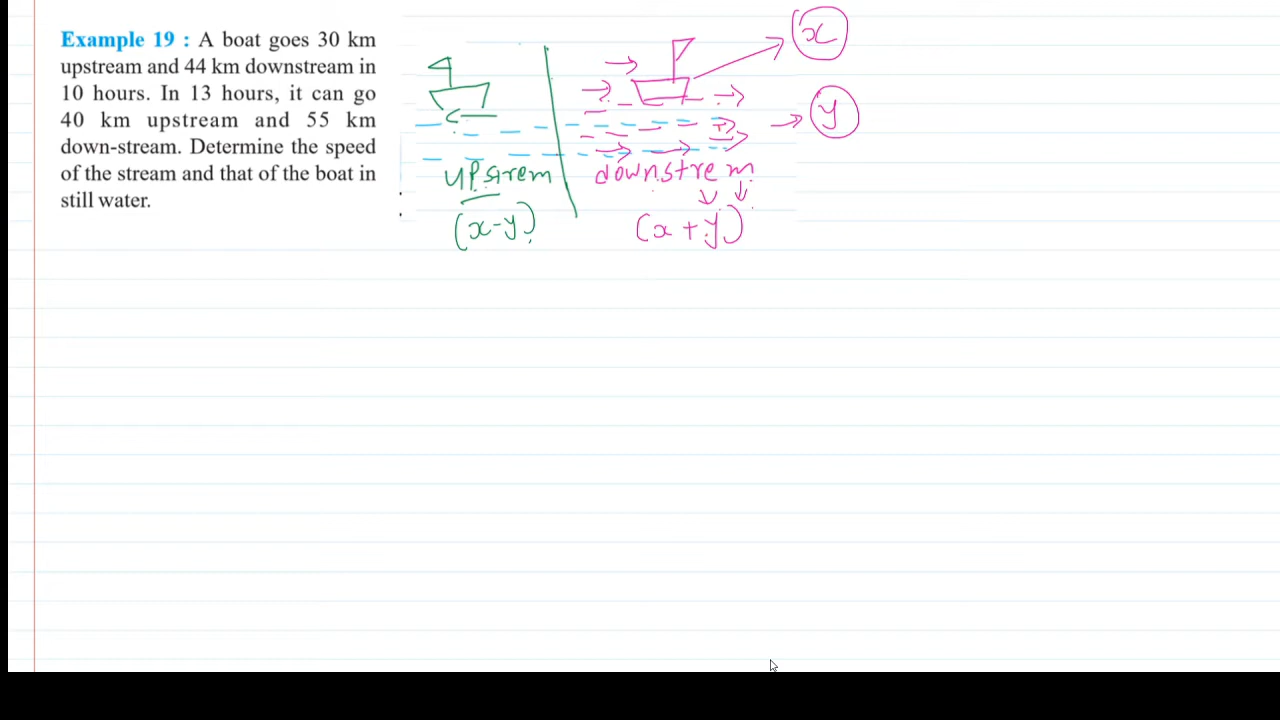 Example 19 : A boat goes 30 km
upstream and 44 km downstream in
10 hours. In 13 hours, it can go
40 km upstream and 55 km
down-stream. Determine the speed
of the stream and that of the boat in
still water.
x
y
upstrem
downstrem
(x-y)
(x+y)